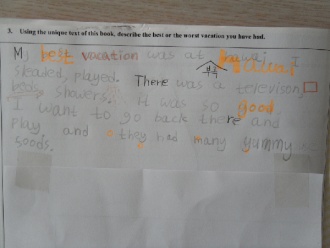 3. Using the unique text of this book, describe the best or the worst vacation you have had.
My best vacation was at I
skated, played. There was a televison,
showers. It was so good
I want to go back there and
play, and they had many yummy
foods.